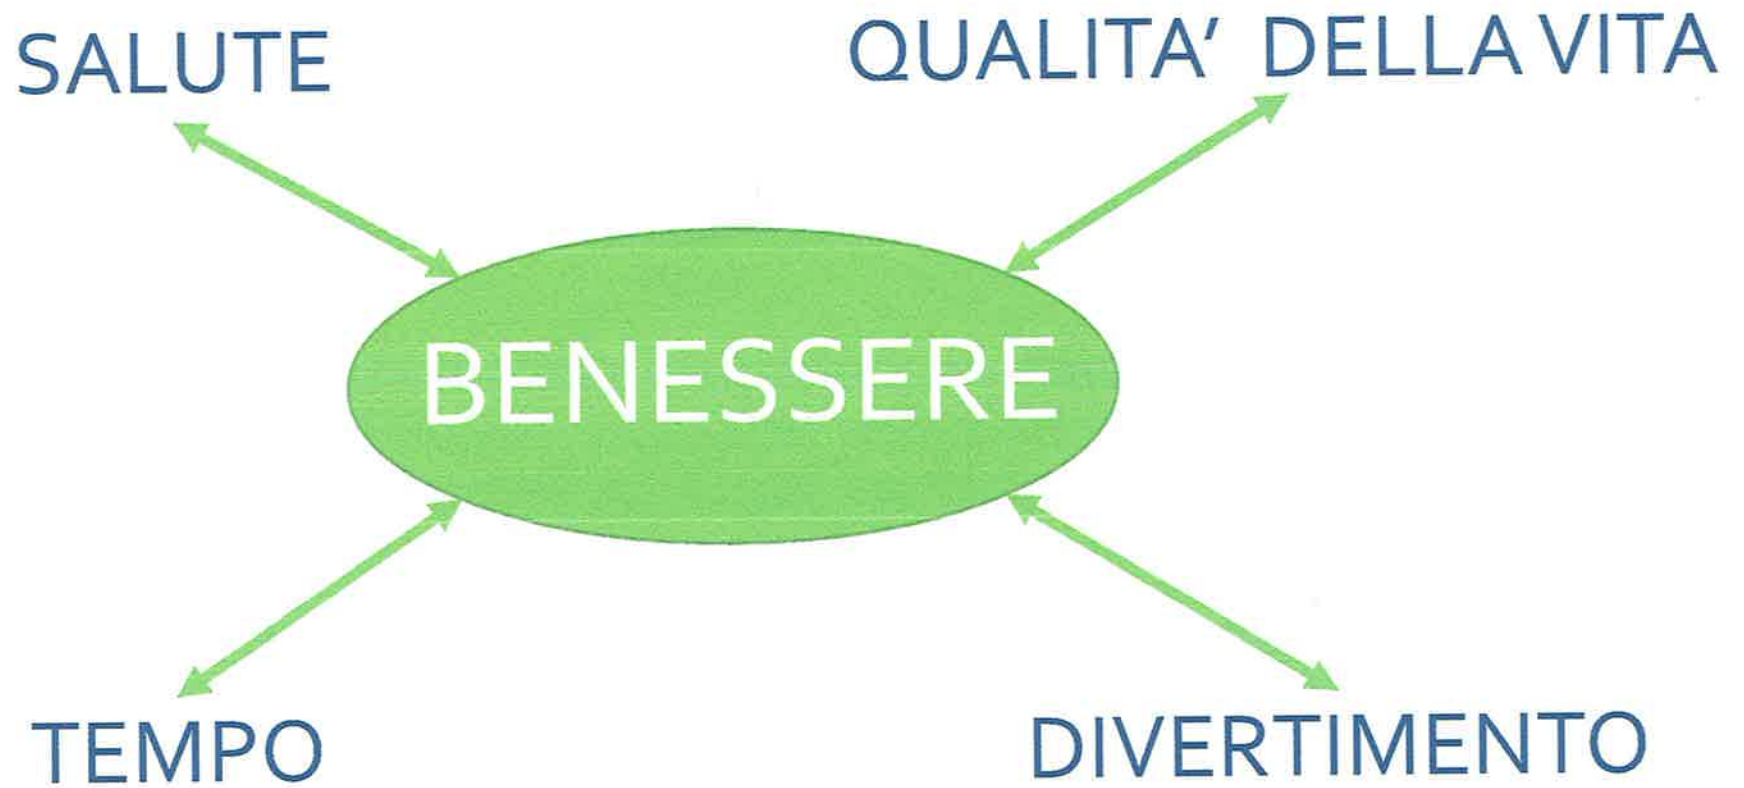 SALUTE
QUALITA' DELLA VITA
BENESSERE
TEMPO
DIVERTIMENTO